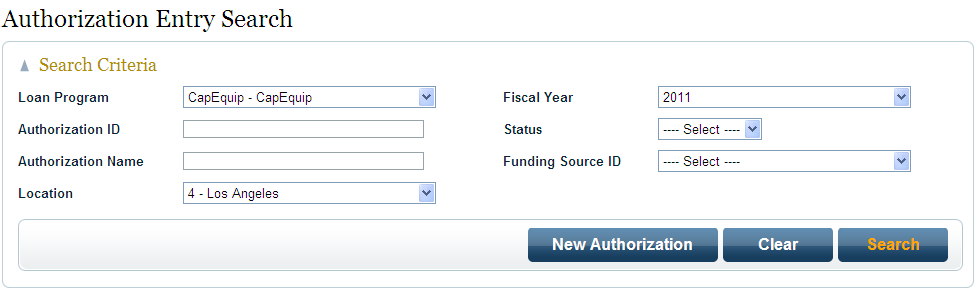 Authorization Entry Search
Search Criteria
Loan Program CapEquip - CapEquip Fiscal Year 2011
Authorization ID Status ---- Select ----
Authorization Name Funding Source ID ---- Select ----
Location 4 - Los Angeles
New Authorization Clear Search